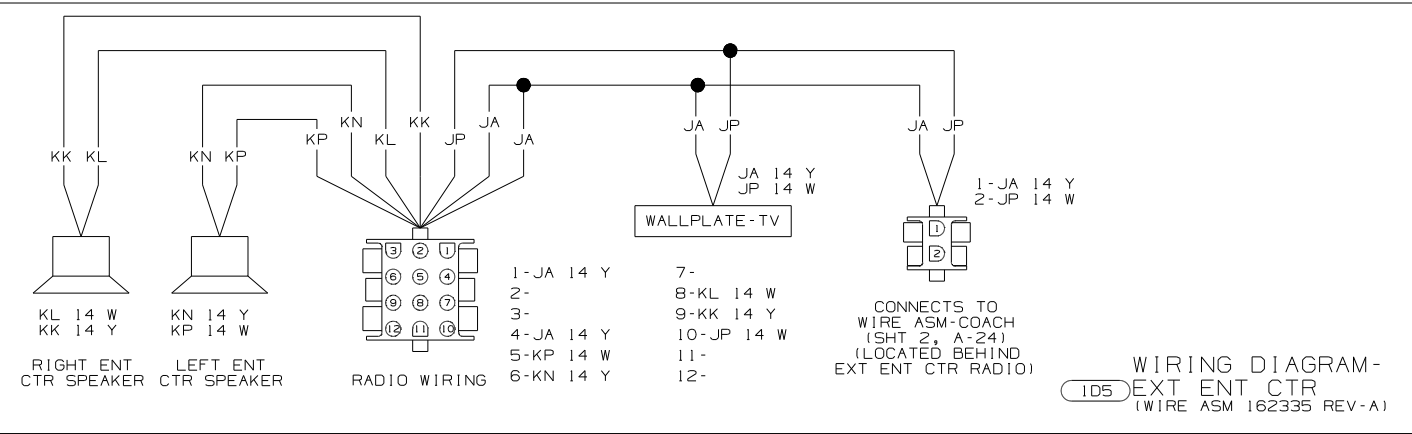 KK KL
KN KP
KP
KN
KL
KK
JP
JA
JA
JA JP
JA JP
JA 14 Y
JP 14 W
WALLPLATE-TV
1-JA 14 Y
2-JP 14 W
1
2
3 2 1
6 5 4
9 8 7
12 11 10
KL 14 W
KK 14 Y
RIGHT ENT
CTR SPEAKER
KN 14 Y
KP 14 W
LEFT ENT
CTR SPEAKER
RADIO WIRING
1-JA 14 Y
2-
3-
4-JA 14 Y
5-KP 14 W
6-KN 14 Y
7-
8-KL 14 W
9-KK 14 Y
10-JP 14 W
11-
12-
CONNECTS TO
WIRE ASM-COACH
(SHT 2, A-24)
(LOCATED BEHIND
EXT ENT CTR RADIO)
1D5
WIRING DIAGRAM-
EXT ENT CTR
(WIRE ASM 162335 REV-A)